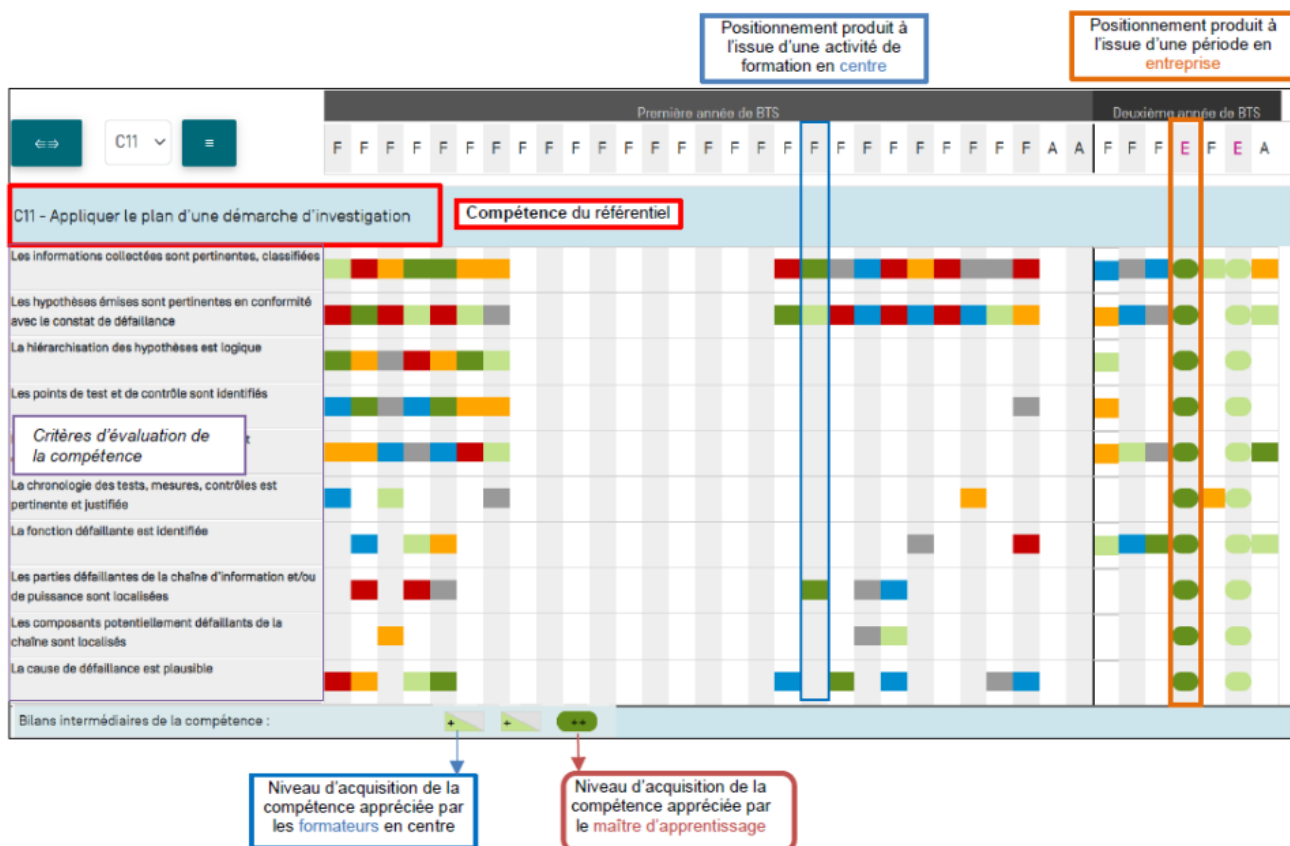 Positionnement produit à
l'issue d'une activité de
formation en centre
Positionnement produit à
l'issue d'une période en
entreprise
Première année de BTS
Deuxième année de BTS
⇐⇒ C11 ≡
F F F F F F F F F F F F F F F F F F F F F F F F F F F A A F F F E F E A
C11 - Appliquer le plan d'une démarche d'investigation
Compétence du référentiel
Les informations collectées sont pertinentes, classifiées
Les hypothèses émises sont pertinentes en conformité
avec le constat de défaillance
La hiérarchisation des hypothèses est logique
Les points de test et de contrôle sont identifiés
Critères d'évaluation de
la compétence
t
La chronologie des tests, mesures, contrôles est
pertinente et justifiée
La fonction défaillante est identifiée
Les parties défaillantes de la chaîne d'information et/ou
de puissance sont localisées
Les composants potentiellement défaillants de la
chaîne sont localisés
La cause de défaillance est plausible
Bilans intermédiaires de la compétence :
+ + ++
Niveau d'acquisition de la
compétence appréciée par
les formateurs en centre
Niveau d'acquisition de la
compétence appréciée par
le maître d'apprentissage